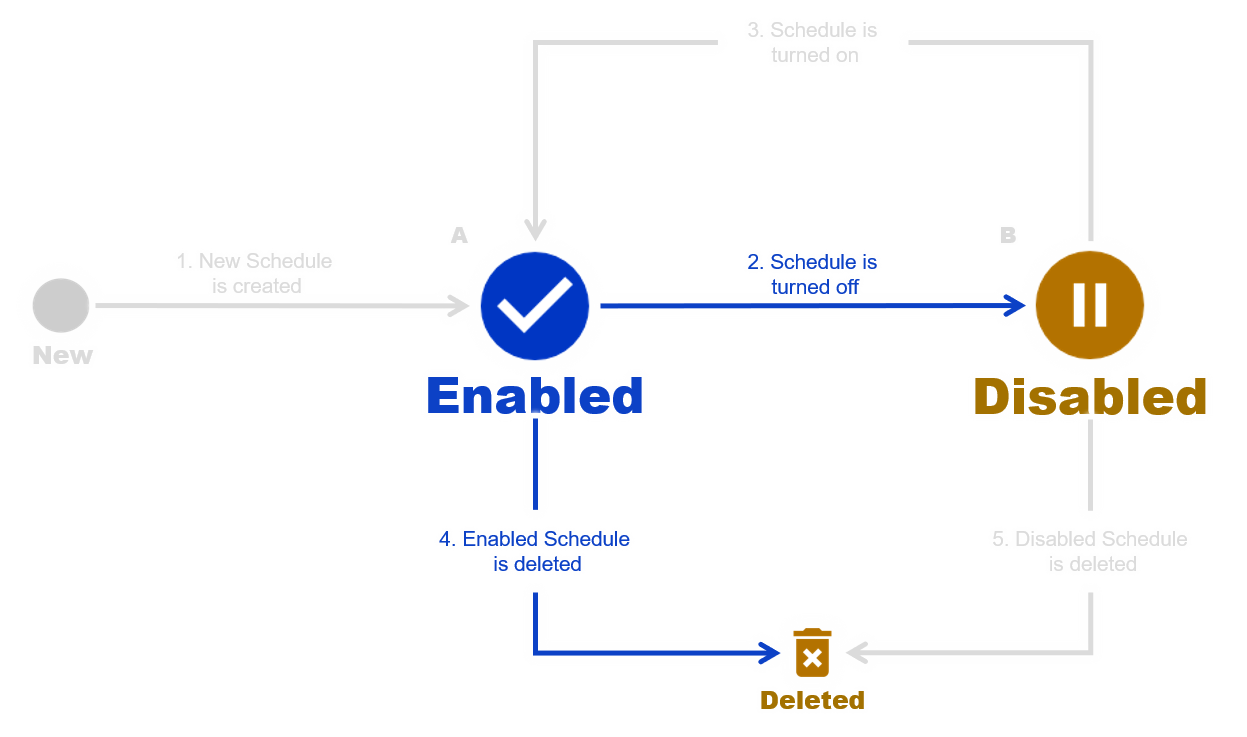 3. Schedule is
turned on
A
B
1. New Schedule
is created
2. Schedule is
turned off
New
Enabled
Disabled
4. Enabled Schedule
is deleted
5. Disabled Schedule
is deleted
Deleted